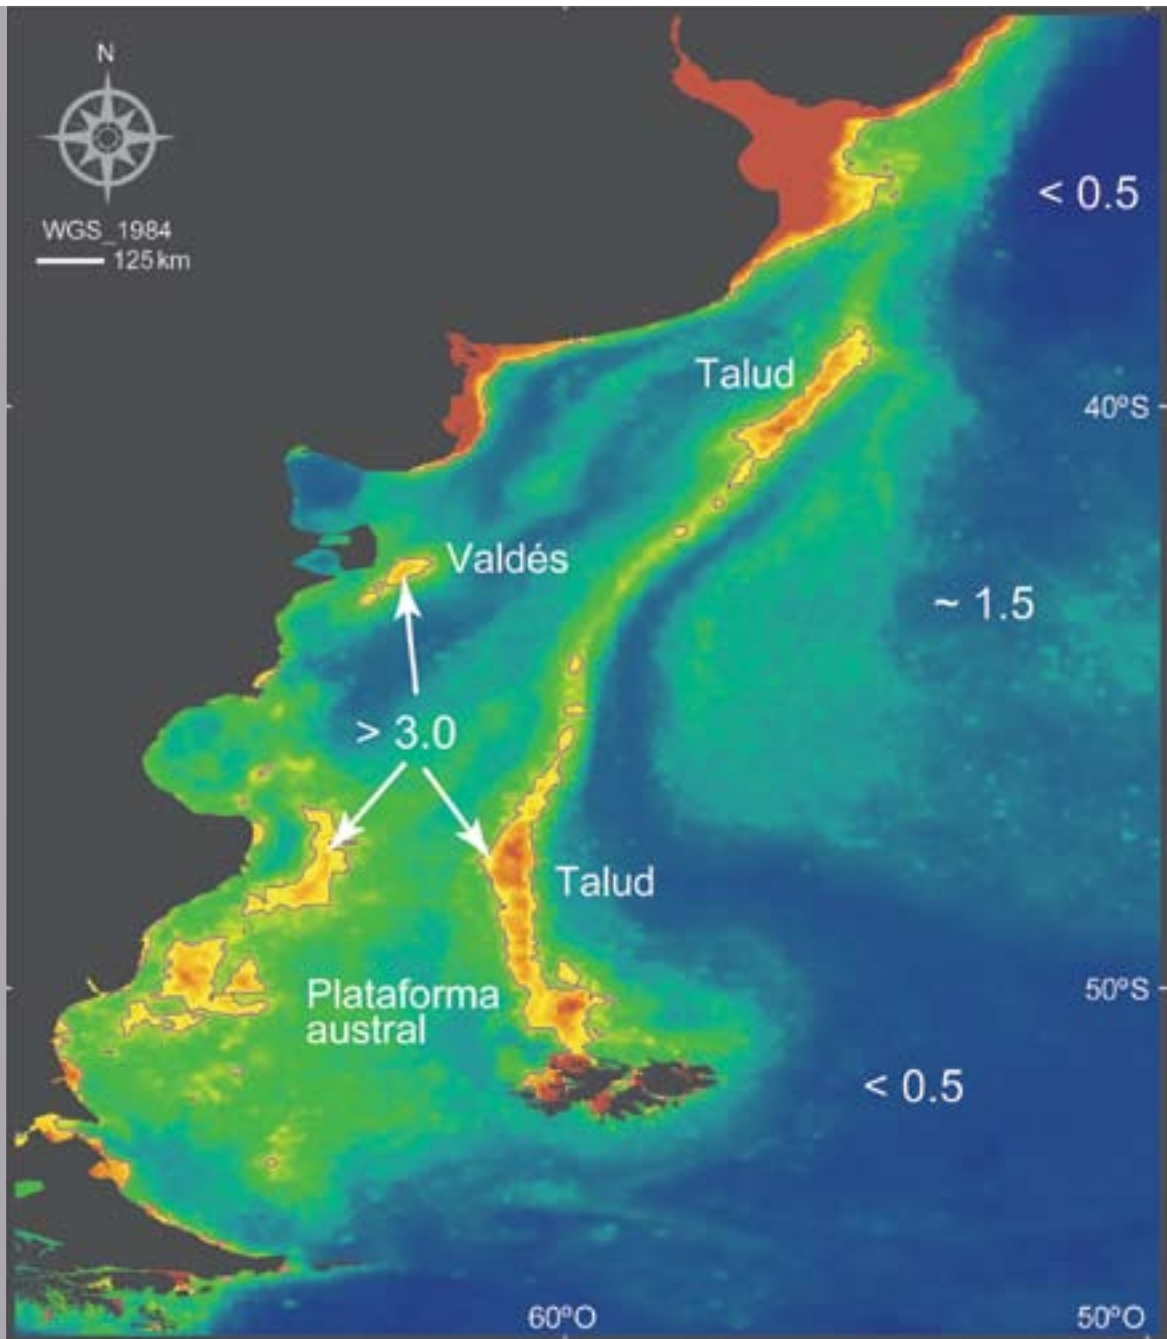 N
WGS_1984
125 km
< 0.5
Talud
40ºS
Valdés
~ 1.5
> 3.0
Talud
Plataforma
austral
50ºS
< 0.5
60ºO
50ºO